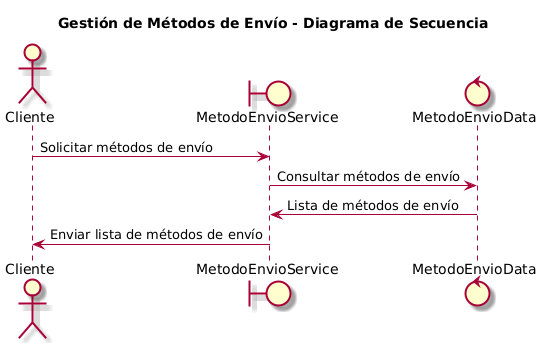 Gestión de Métodos de Envío - Diagrama de Secuencia
Cliente
MetodoEnvioService
MetodoEnvioData
Solicitar métodos de envío
Consultar métodos de envío
Lista de métodos de envío
Enviar lista de métodos de envío
Cliente
MetodoEnvioService
MetodoEnvioData